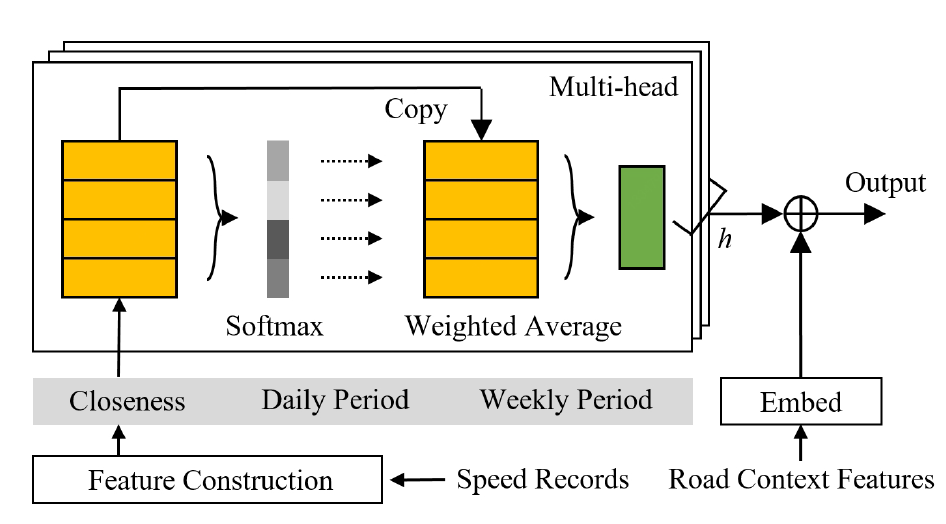 Multi-head
Copy
Output
h
Softmax
Weighted Average
Closeness
Daily Period
Weekly Period
Embed
Feature Construction
Speed Records
Road Context Features